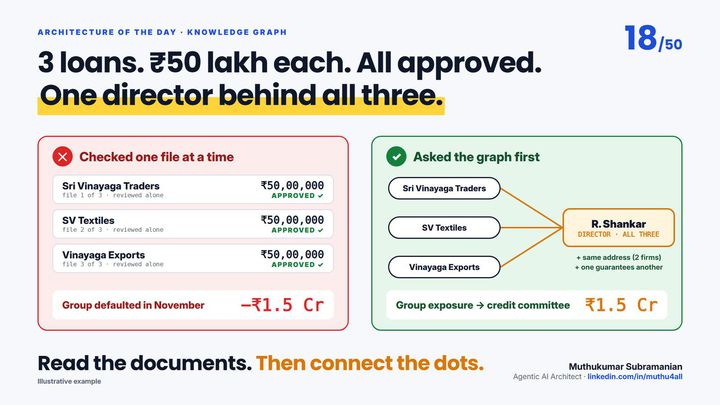 ARCHITECTURE OF THE DAY · KNOWLEDGE GRAPH
18/50
3 loans. ₹50 lakh each. All approved.
One director behind all three.
Checked one file at a time
Sri Vinayaga Traders
file 1 of 3 · reviewed alone
₹50,00,000
APPROVED ✓
SV Textiles
file 2 of 3 · reviewed alone
₹50,00,000
APPROVED ✓
Vinayaga Exports
file 3 of 3 · reviewed alone
₹50,00,000
APPROVED ✓
Group defaulted in November
−₹1.5 Cr
Asked the graph first
Sri Vinayaga Traders
SV Textiles
Vinayaga Exports
R. Shankar
DIRECTOR · ALL THREE
+ same address (2 firms)
+ one guarantees another
Group exposure → credit committee
₹1.5 Cr
Read the documents. Then connect the dots.
Illustrative example
Muthukumar Subramanian
Agentic AI Architect · linkedin.com/in/muthu4all